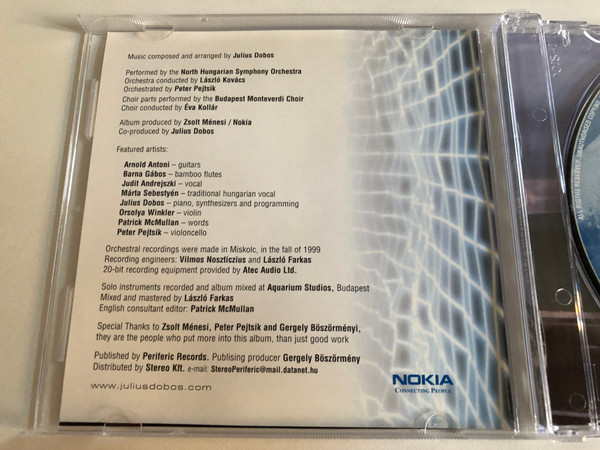 Music composed and arranged by Julius Dobos
Performed by the North Hungarian Symphony Orchestra
Orchestra conducted by László Kovács
Orchestrated by Peter Pejtsik
Choir parts performed by the Budapest Monteverdi Choir
Choir conducted by Éva Kollár
Album produced by Zsolt Ménesi / Nokia
Co-produced by Julius Dobos
Featured artists:
Arnold Antoni – guitars
Barna Gábos – bamboo flutes
Judit Andrejszki – vocal
Márta Sebestyén – traditional hungarian vocal
Julius Dobos – piano, synthesizers and programming
Orsolya Winkler – violin
Patrick McMullan – words
Peter Pejtsik – violoncello
Orchestral recordings were made in Miskolc, in the fall of 1999
Recording engineers: Vilmos Noszticzius and László Farkas
20-bit recording equipment provided by Atec Audio Ltd.
Solo instruments recorded and album mixed at Aquarium Studios, Budapest
Mixed and mastered by László Farkas
English consultant editor: Patrick McMullan
Special Thanks to Zsolt Ménesi, Peter Pejtsik and Gergely Böszörményi,
they are the people who put more into this album, than just good work
Published by Periferic Records. Publising producer Gergely Böszörmény
Distributed by Stereo Kft. e-mail: StereoPeriferic@mail.datanet.hu
www.juliusdobos.com
NOKIA
CONNECTING PEOPLE
ALL RIGHTS RESERVED. UNAUTHORISED COPYING